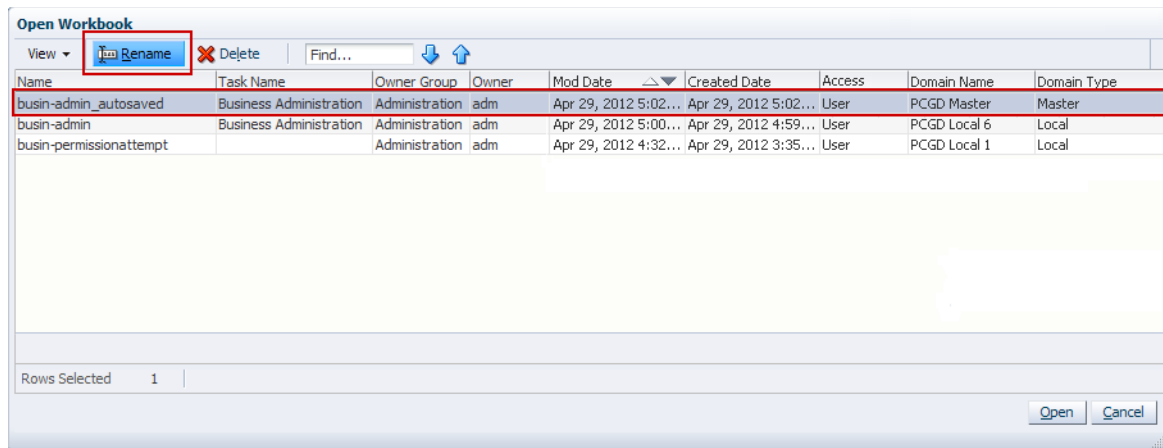 Open Workbook
View Rename Delete Find...
Name Task Name Owner Group Owner Mod Date Created Date Access Domain Name Domain Type
busin-admin_autosaved Business Administration Administration adm Apr 29, 2012 5:02... Apr 29, 2012 5:02... User PCGD Master Master
busin-admin Business Administration Administration adm Apr 29, 2012 5:00... Apr 29, 2012 4:59... User PCGD Local 6 Local
busin-permissionattempt Administration adm Apr 29, 2012 4:32... Apr 29, 2012 3:35... User PCGD Local 1 Local
Rows Selected 1
Open Cancel